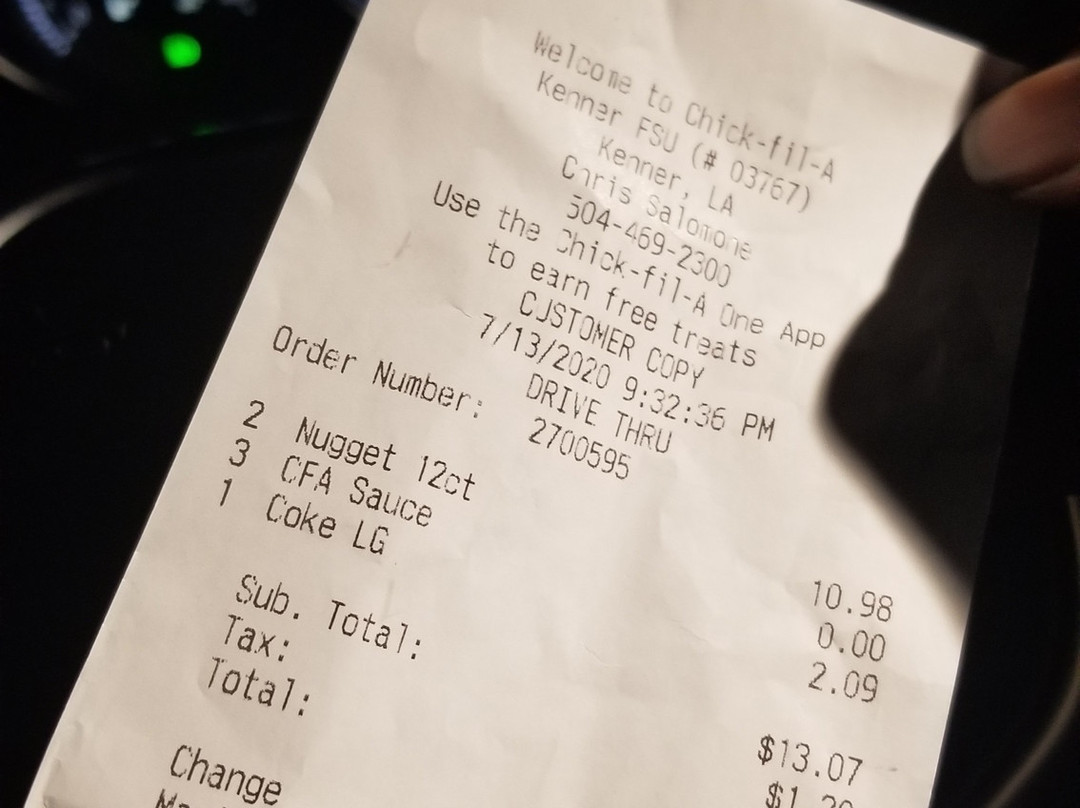 Welcome to Chick-fil-A
Kenner FSU (# 03767)
Kenner, LA
Chris Salomone
504-469-2300
Use the Chick-fil-A One App
to earn free treats
CUSTOMER COPY
7/13/2020 9:32:36 PM
DRIVE THRU
Order Number: 2700595
2 Nugget 12ct 10.98
3 CFA Sauce 0.00
1 Coke LG 2.09
Sub. Total: $13.07
Tax:
Total:
Change